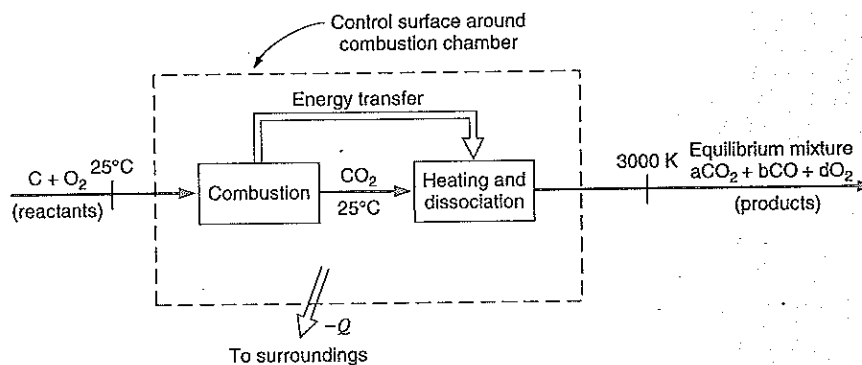 Control surface around
combustion chamber
Energy transfer
C + O₂ 25°C
(reactants)
Combustion
CO₂
25°C
Heating and
dissociation
3000 K
Equilibrium mixture
aCO₂ + bCO + dO₂
(products)
–Q
To surroundings